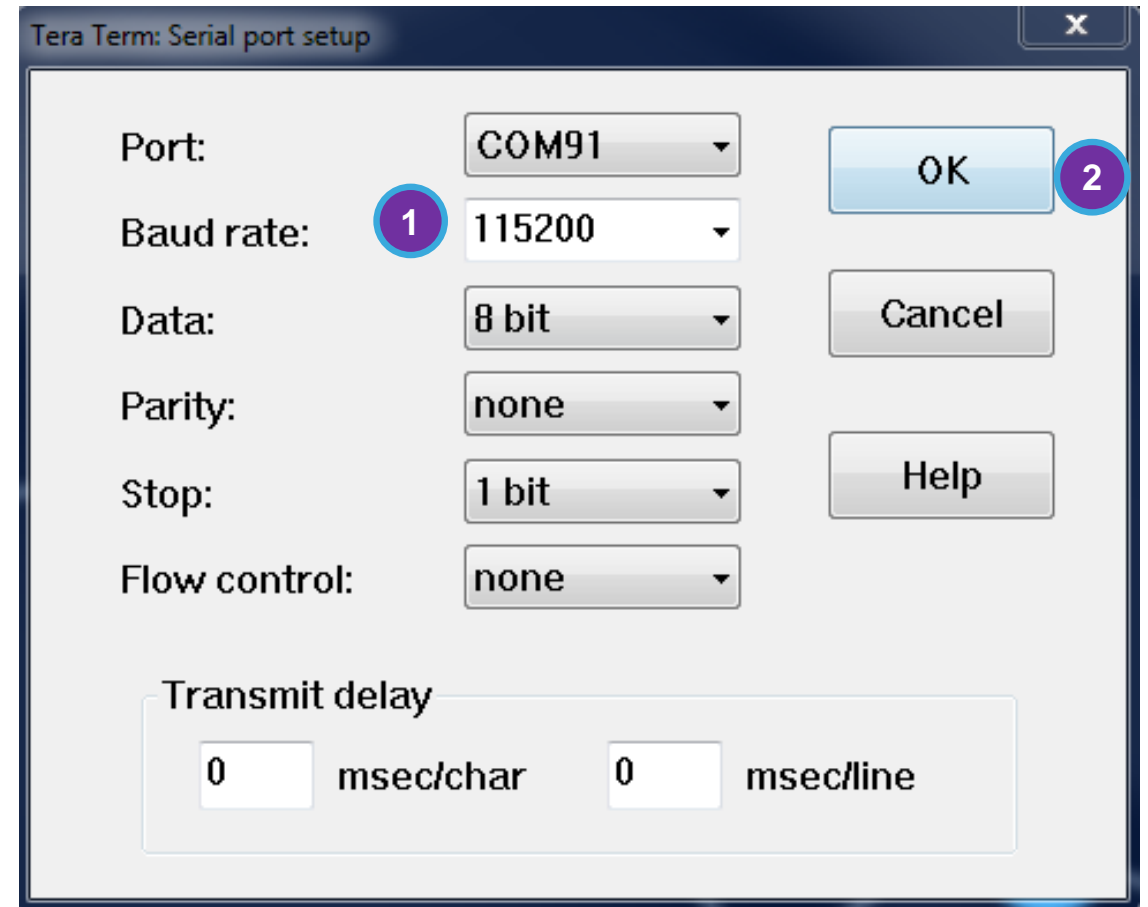 Tera Term: Serial port setup
x
Port: COM91
OK
2
Baud rate: 1 115200
Data: 8 bit
Cancel
Parity: none
Stop: 1 bit
Help
Flow control: none
Transmit delay
0 msec/char 0 msec/line